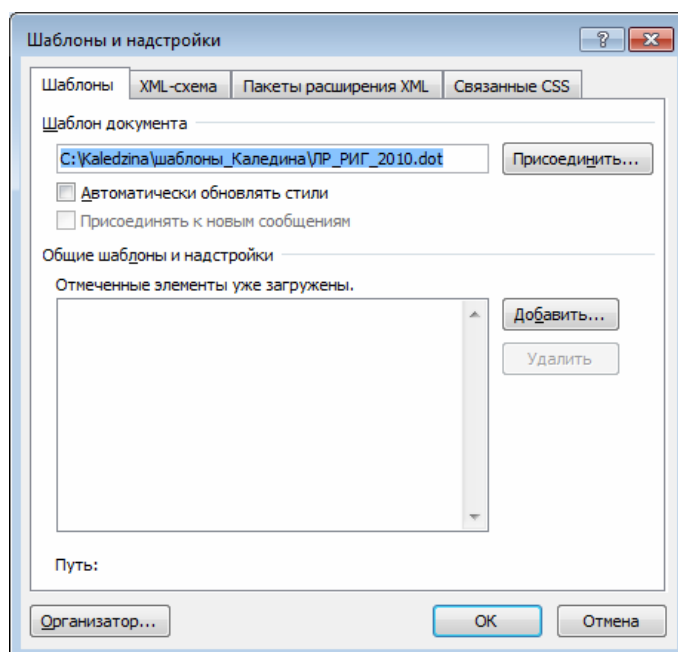 Шаблоны и надстройки
?
Шаблоны
XML-схема
Пакеты расширения XML
Связанные CSS
Шаблон документа
C:\Kaledzina\шаблоны_Каледина\ЛР_РИГ_2010.dot
Присоединить...
Автоматически обновлять стили
Присоединять к новым сообщениям
Общие шаблоны и надстройки
Отмеченные элементы уже загружены.
Добавить...
Удалить
Путь:
Организатор...
ОК
Отмена